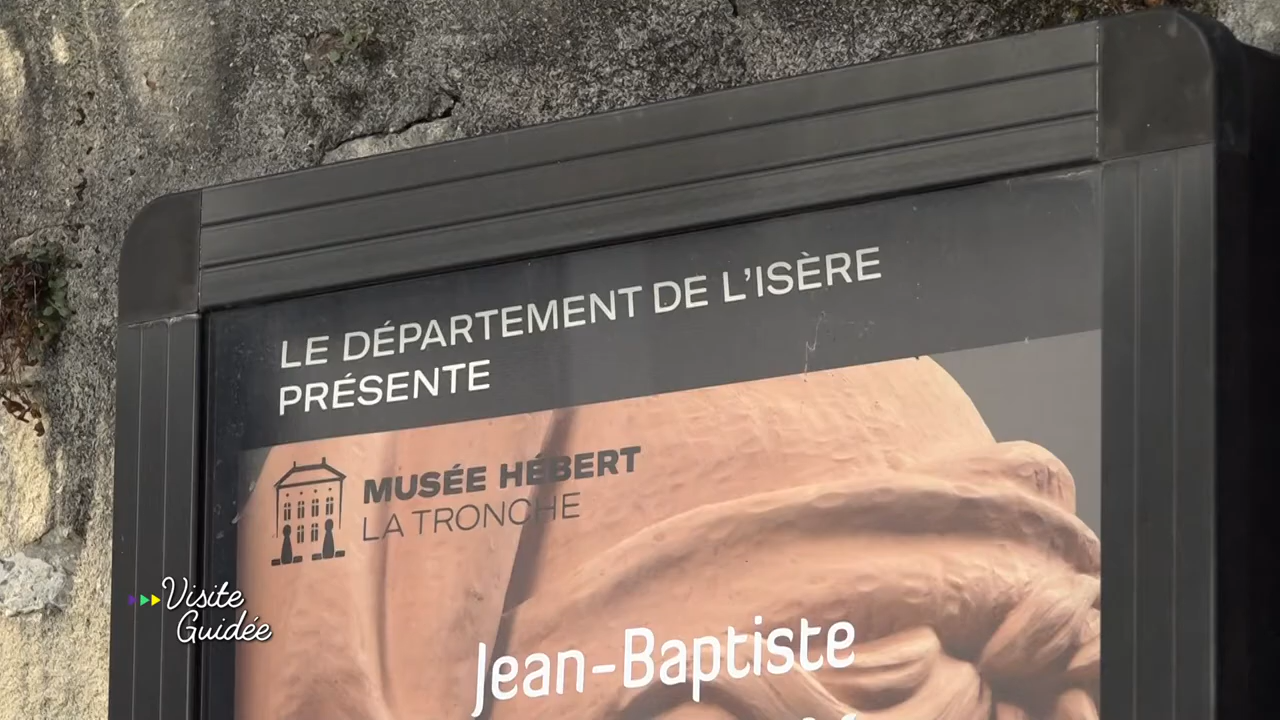 LE DÉPARTEMENT DE L'ISÈRE
PRÉSENTE
MUSÉE HÉBERT
LA TRONCHE
Jean-Baptiste
Visite
Guidée